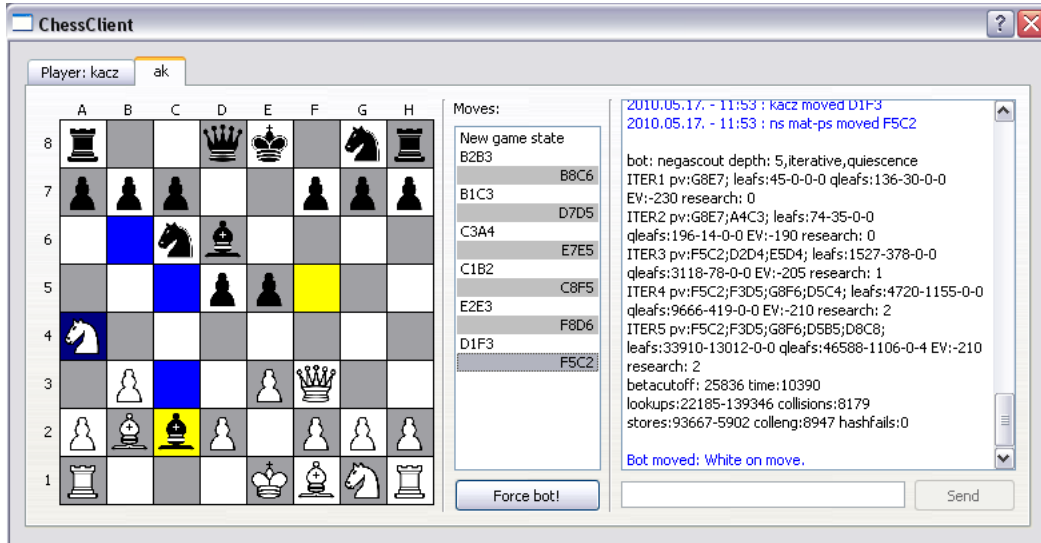 ChessClient
Player: kacz
ak
A B C D E F G H
8
7
6
5
4
3
2
1
Moves:
New game state
B2B3
B8C6
B1C3
D7D5
C3A4
E7E5
C1B2
C8F5
E2E3
F8D6
D1F3
F5C2
Force bot!
2010.05.17. - 11:53 : kacz moved D1F3
2010.05.17. - 11:53 : ns mat-ps moved F5C2
bot: negascout depth: 5,iterative,quiescence
ITER1 pv:G8E7; leafs:45-0-0-0 qleafs:136-30-0-0
EV:-230 research: 0
ITER2 pv:G8E7;A4C3; leafs:74-35-0-0
qleafs:196-14-0-0 EV:-190 research: 0
ITER3 pv:F5C2;D2D4;E5D4; leafs:1527-378-0-0
qleafs:3118-78-0-0 EV:-205 research: 1
ITER4 pv:F5C2;F3D5;G8F6;D5C4; leafs:4720-1155-0-0
qleafs:9666-419-0-0 EV:-210 research: 2
ITER5 pv:F5C2;F3D5;G8F6;D5B5;D8C8;
leafs:33910-13012-0-0 qleafs:46588-1106-0-4 EV:-210
research: 2
betacutoff: 25836 time:10390
lookups:22185-139346 collisions:8179
stores:93667-5902 colleng:8947 hashfails:0
Bot moved: White on move.
Send